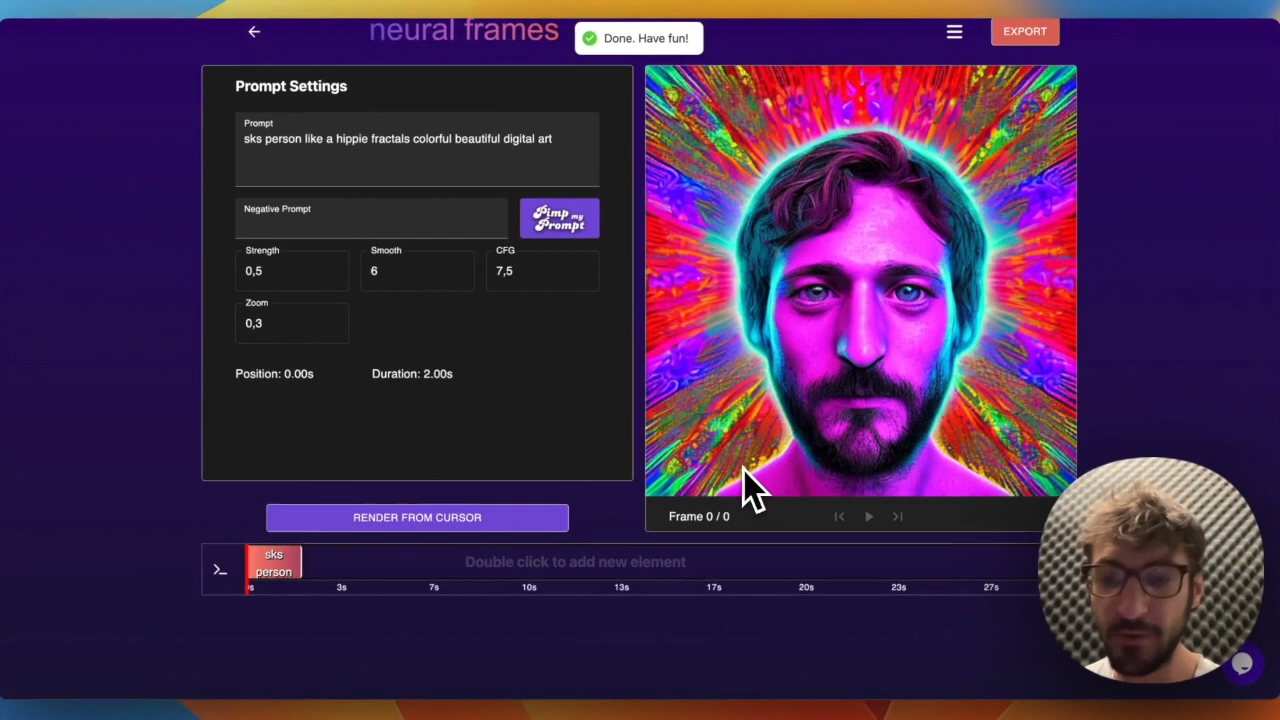 neural frames
Done. Have fun!
EXPORT
Prompt Settings
Prompt
sks person like a hippie fractals colorful beautiful digital art
Negative Prompt
Pimp my
Prompt
Strength
0,5
Smooth
6
CFG
7,5
Zoom
0,3
Position: 0.00s
Duration: 2.00s
RENDER FROM CURSOR
Frame 0 / 0
sks
person
Double click to add new element
3s
7s
10s
13s
17s
20s
23s
27s